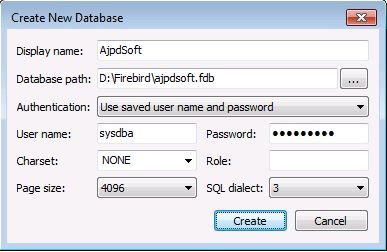 Create New Database
Display name: AjpdSoft
Database path: D:\Firebird\ajpdsoft.fdb ...
Authentication: Use saved user name and password
User name: sysdba Password: ●●●●●●●●●
Charset: NONE Role:
Page size: 4096 SQL dialect: 3
Create Cancel